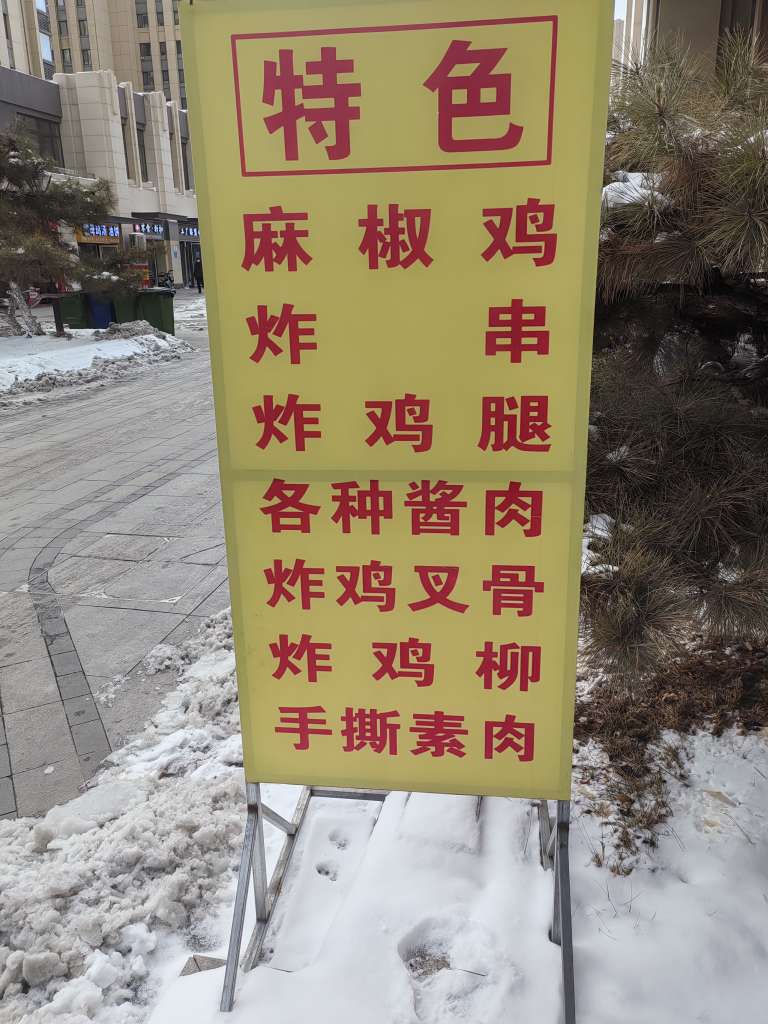 特色
麻椒鸡
炸串
炸鸡腿
各种酱肉
炸鸡叉骨
炸鸡柳
手撕素肉